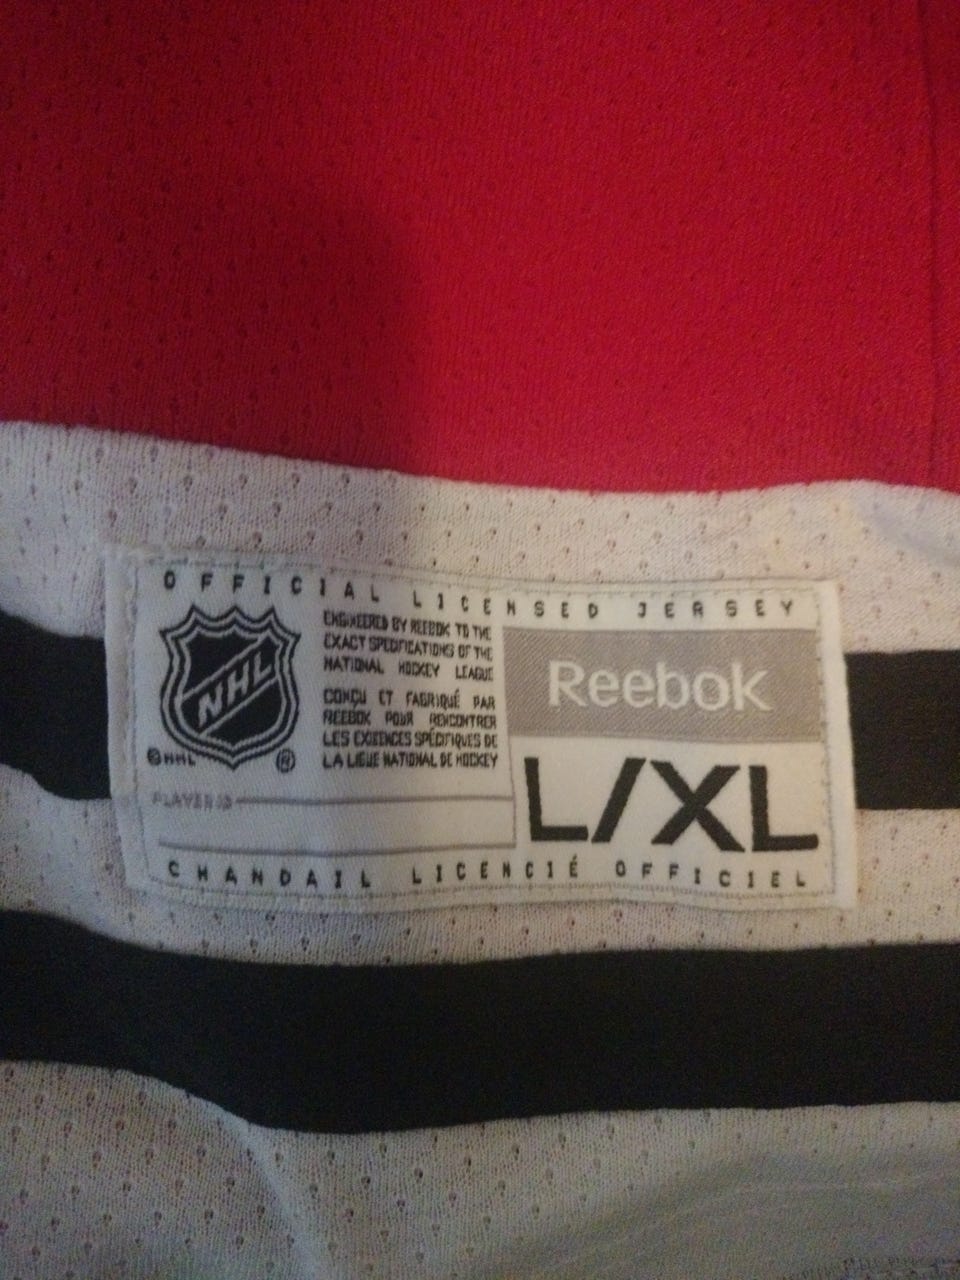 OFFICIAL LICENSED JERSEY
NHL
©NHL
®
ENGINEERED BY REEBOK TO THE
EXACT SPECIFICATIONS OF THE
NATIONAL HOCKEY LEAGUE
CONÇU ET FABRIQUÉ PAR
REEBOK POUR RENCONTRER
LES EXIGENCES SPÉCIFIQUES DE
LA LIGUE NATIONAL DE HOCKEY
PLAYER ID
Reebok
L/XL
CHANDAIL LICENCIÉ OFFICIEL